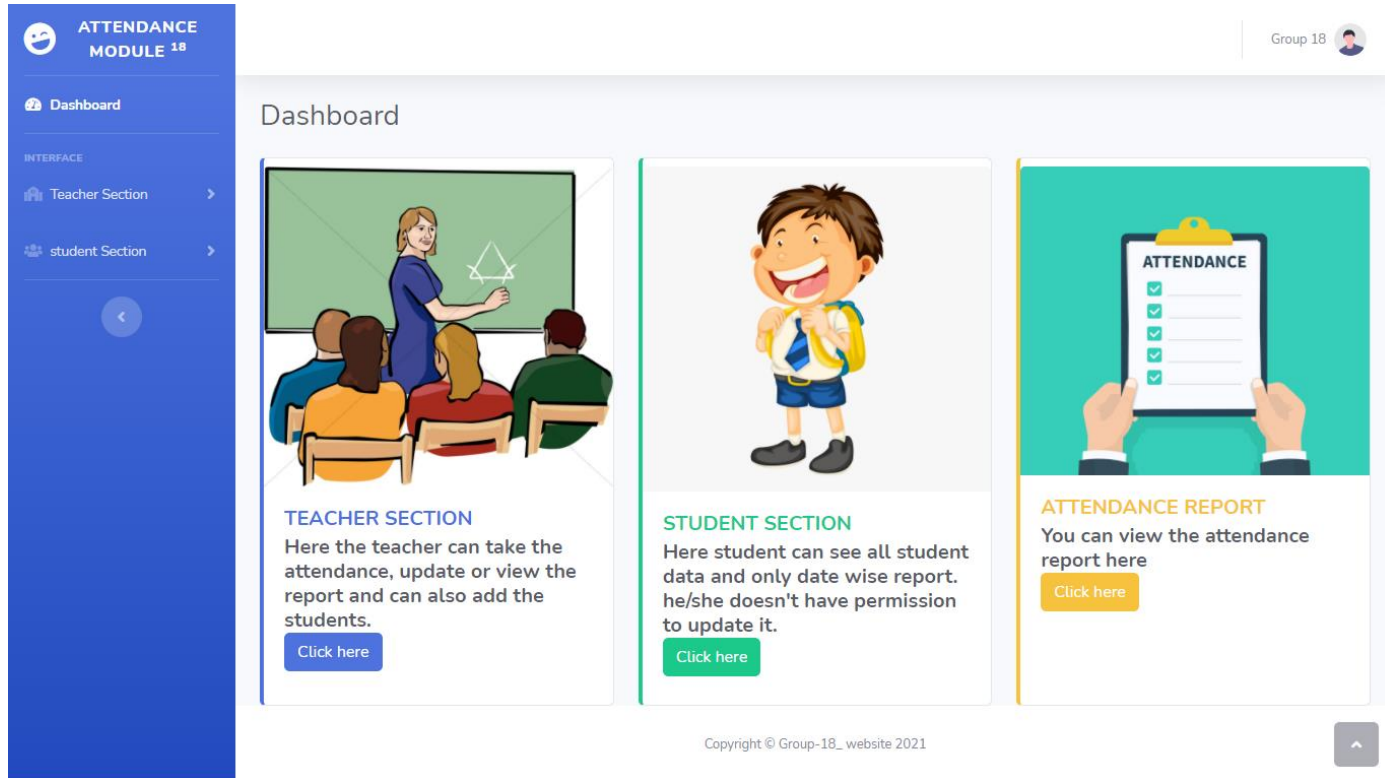 ATTENDANCE
MODULE 18
Group 18
Dashboard
INTERFACE
Teacher Section
student Section
Dashboard
TEACHER SECTION
Here the teacher can take the
attendance, update or view the
report and can also add the
students.
Click here
STUDENT SECTION
Here student can see all student
data and only date wise report.
he/she doesn't have permission
to update it.
Click here
ATTENDANCE
ATTENDANCE REPORT
You can view the attendance
report here
Click here
Copyright © Group-18_ website 2021